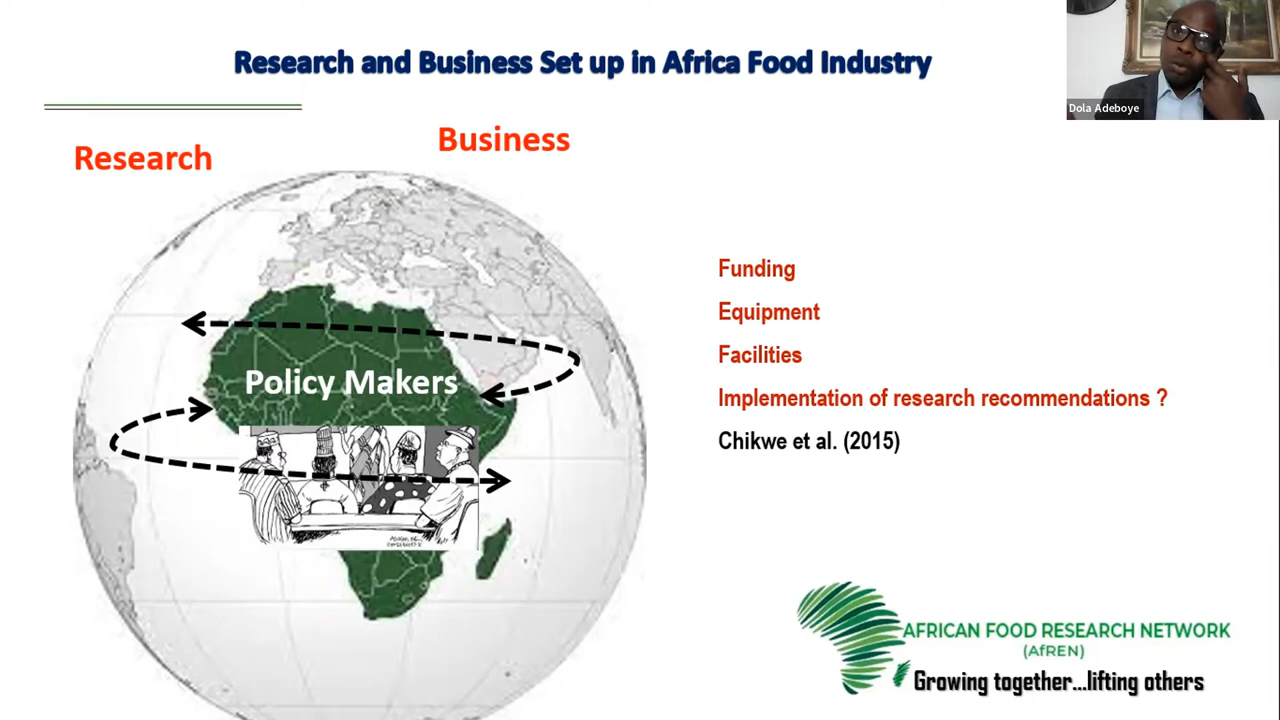 Research and Business Set up in Africa Food Industry
Dola Adeboye
Business
Research
Policy Makers
Funding
Equipment
Facilities
Implementation of research recommendations ?
Chikwe et al. (2015)
AFRICAN FOOD RESEARCH NETWORK
(AfREN)
Growing together...lifting others